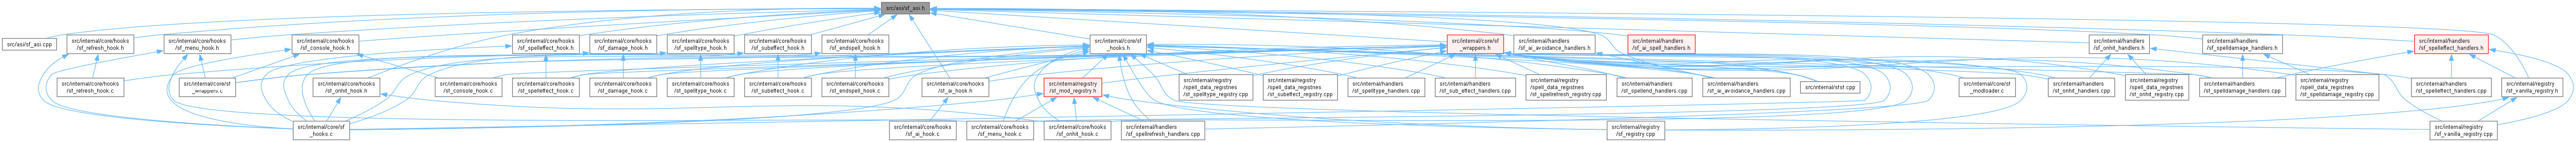 src/asi/sf_asi.h
src/asi/sf_asi.cpp
src/internal/core/hooks
/sf_refresh_hook.h
src/internal/core/hooks
/sf_menu_hook.h
src/internal/core/hooks
/sf_console_hook.h
src/internal/core/hooks
/sf_spelleffect_hook.h
src/internal/core/hooks
/sf_damage_hook.h
src/internal/core/hooks
/sf_spelltype_hook.h
src/internal/core/hooks
/sf_subeffect_hook.h
src/internal/core/hooks
/sf_endspell_hook.h
src/internal/core/sf
_hooks.h
src/internal/core/sf
_wrappers.h
src/internal/handlers
/sf_ai_avoidance_handlers.h
src/internal/handlers
/sf_ai_spell_handlers.h
src/internal/handlers
/sf_onhit_handlers.h
src/internal/handlers
/sf_spelldamage_handlers.h
src/internal/handlers
/sf_spelleffect_handlers.h
src/internal/core/hooks
/sf_refresh_hook.c
src/internal/core/sf
_wrappers.c
src/internal/core/hooks
/sf_onhit_hook.h
src/internal/core/hooks
/sf_console_hook.c
src/internal/core/hooks
/sf_spelleffect_hook.c
src/internal/core/hooks
/sf_damage_hook.c
src/internal/core/hooks
/sf_spelltype_hook.c
src/internal/core/hooks
/sf_subeffect_hook.c
src/internal/core/hooks
/sf_endspell_hook.c
src/internal/core/hooks
/sf_ai_hook.h
src/internal/registry
/sf_mod_registry.h
src/internal/registry
/spell_data_registries
/sf_spelltype_registry.cpp
src/internal/registry
/spell_data_registries
/sf_subeffect_registry.cpp
src/internal/handlers
/sf_spelltype_handlers.cpp
src/internal/handlers
/sf_sub_effect_handlers.cpp
src/internal/registry
/spell_data_registries
/sf_spellrefresh_registry.cpp
src/internal/handlers
/sf_spellend_handlers.cpp
src/internal/handlers
/sf_ai_avoidance_handlers.cpp
src/internal/sfsf.cpp
src/internal/core/sf
_modloader.c
src/internal/handlers
/sf_onhit_handlers.cpp
src/internal/registry
/spell_data_registries
/sf_onhit_registry.cpp
src/internal/handlers
/sf_spelldamage_handlers.cpp
src/internal/registry
/spell_data_registries
/sf_spelldamage_registry.cpp
src/internal/handlers
/sf_spelleffect_handlers.cpp
src/internal/registry
/sf_vanilla_registry.h
src/internal/core/sf
_hooks.c
src/internal/core/hooks
/sf_ai_hook.c
src/internal/core/hooks
/sf_menu_hook.c
src/internal/core/hooks
/sf_onhit_hook.c
src/internal/handlers
/sf_spellrefresh_handlers.cpp
src/internal/registry
/sf_registry.cpp
src/internal/registry
/sf_vanilla_registry.cpp